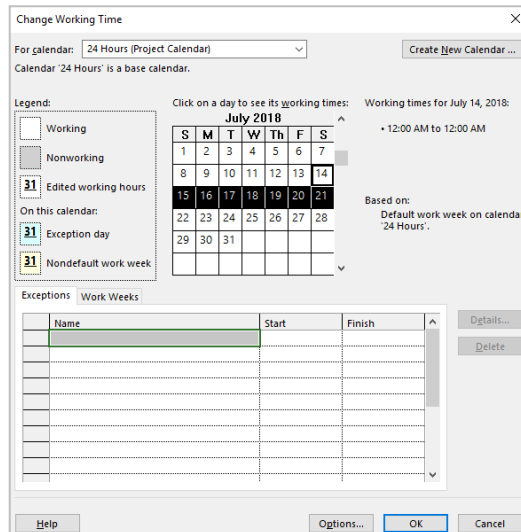 Change Working Time
For calendar: 24 Hours (Project Calendar)
Create New Calendar ...
Calendar '24 Hours' is a base calendar.
Legend:
Working
Nonworking
31 Edited working hours
On this calendar:
31 Exception day
31 Nondefault work week
Click on a day to see its working times:
July 2018
S M T W Th F S
1 2 3 4 5 6 7
8 9 10 11 12 13 14
15 16 17 18 19 20 21
22 23 24 25 26 27 28
29 30 31
Working times for July 14, 2018:
• 12:00 AM to 12:00 AM
Based on:
Default work week on calenda
'24 Hours'.
Exceptions Work Weeks
Name Start Finish
Details...
Delete
Help
Options...
OK
Cancel